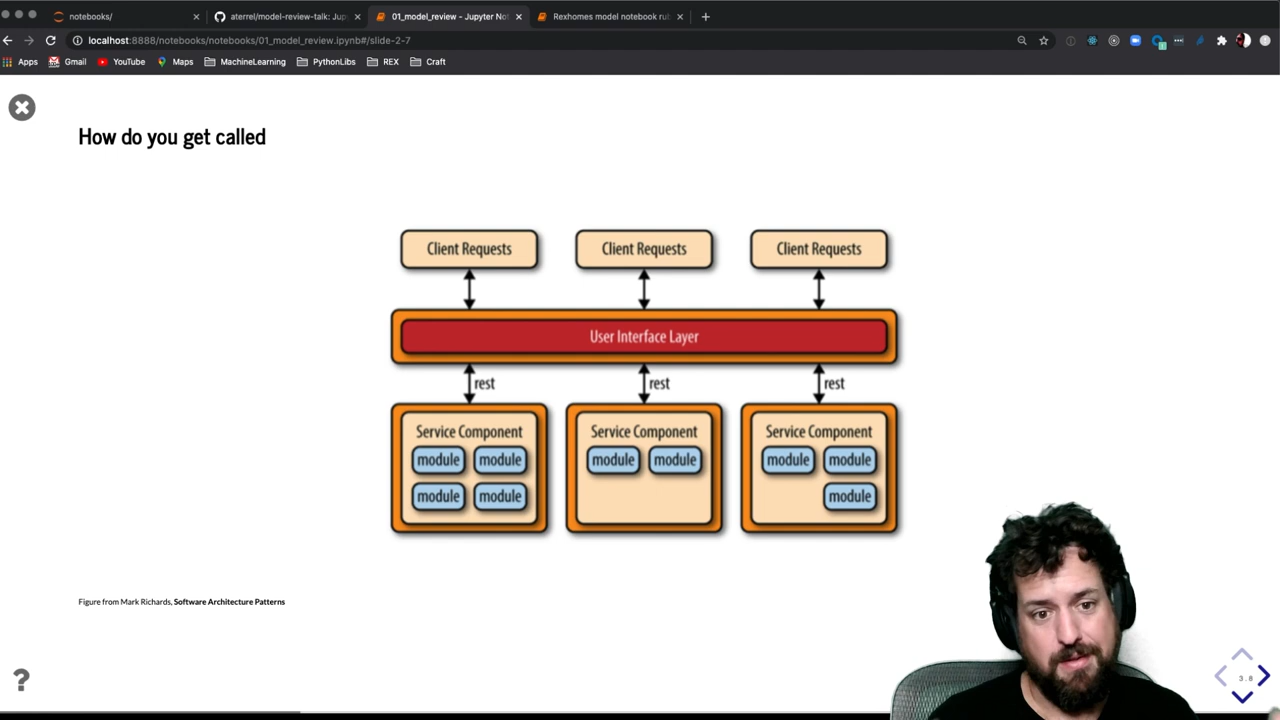 notebooks/
aterrel/model-review-talk: Jup
01_model_review - Jupyter No
Rexhomes model notebook rub
localhost:8888/notebooks/notebooks/01_model_review.ipynb#/slide-2-7
Apps
Gmail
YouTube
Maps
MachineLearning
PythonLibs
REX
Craft
How do you get called
Client Requests
Client Requests
Client Requests
User Interface Layer
rest
rest
rest
Service Component
module
module
module
module
Service Component
module
module
Service Component
module
module
module
Figure from Mark Richards, Software Architecture Patterns
?
3.8